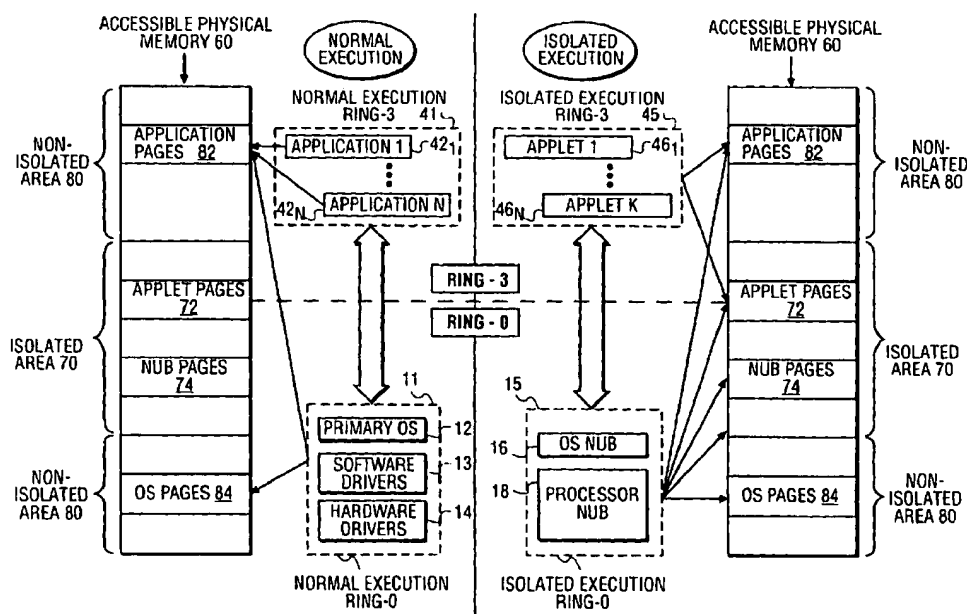 ACCESSIBLE PHYSICAL
MEMORY 60
NORMAL
EXECUTION
ISOLATED
EXECUTION
ACCESSIBLE PHYSICAL
MEMORY 60
NORMAL EXECUTION
RING-3 41
ISOLATED EXECUTION
RING-3 45
NON-
ISOLATED
AREA 80
APPLICATION
PAGES 82
APPLICATION 1
42₁
APPLICATION N
42N
APPLET 1
46₁
APPLET K
46N
APPLICATION
PAGES 82
NON-
ISOLATED
AREA 80
RING - 3
RING - 0
ISOLATED
AREA 70
APPLET PAGES
72
NUB PAGES
74
APPLET PAGES
72
NUB PAGES
74
ISOLATED
AREA 70
11
PRIMARY OS
12
SOFTWARE
DRIVERS
13
HARDWARE
DRIVERS
14
15
OS NUB
16
PROCESSOR
NUB
18
NON-
ISOLATED
AREA 80
OS PAGES 84
OS PAGES 84
NON-
ISOLATED
AREA 80
NORMAL EXECUTION
RING-0
ISOLATED EXECUTION
RING-0